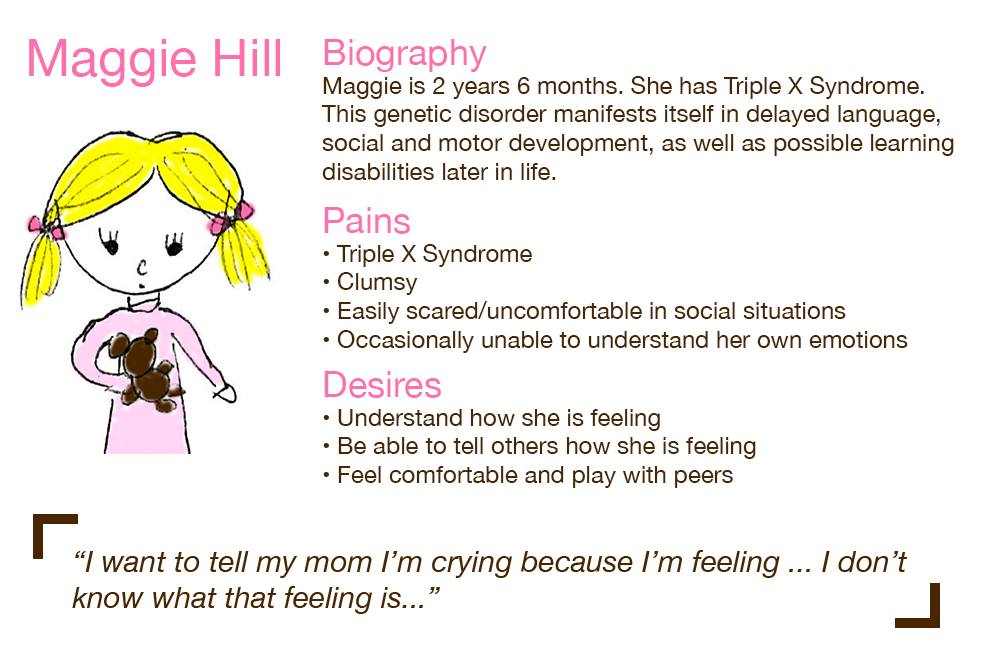 Maggie Hill
Biography
Maggie is 2 years 6 months. She has Triple X Syndrome.
This genetic disorder manifests itself in delayed language,
social and motor development, as well as possible learning
disabilities later in life.
Pains
• Triple X Syndrome
• Clumsy
• Easily scared/uncomfortable in social situations
• Occasionally unable to understand her own emotions
Desires
• Understand how she is feeling
• Be able to tell others how she is feeling
• Feel comfortable and play with peers
“I want to tell my mom I’m crying because I’m feeling ... I don’t
know what that feeling is...”